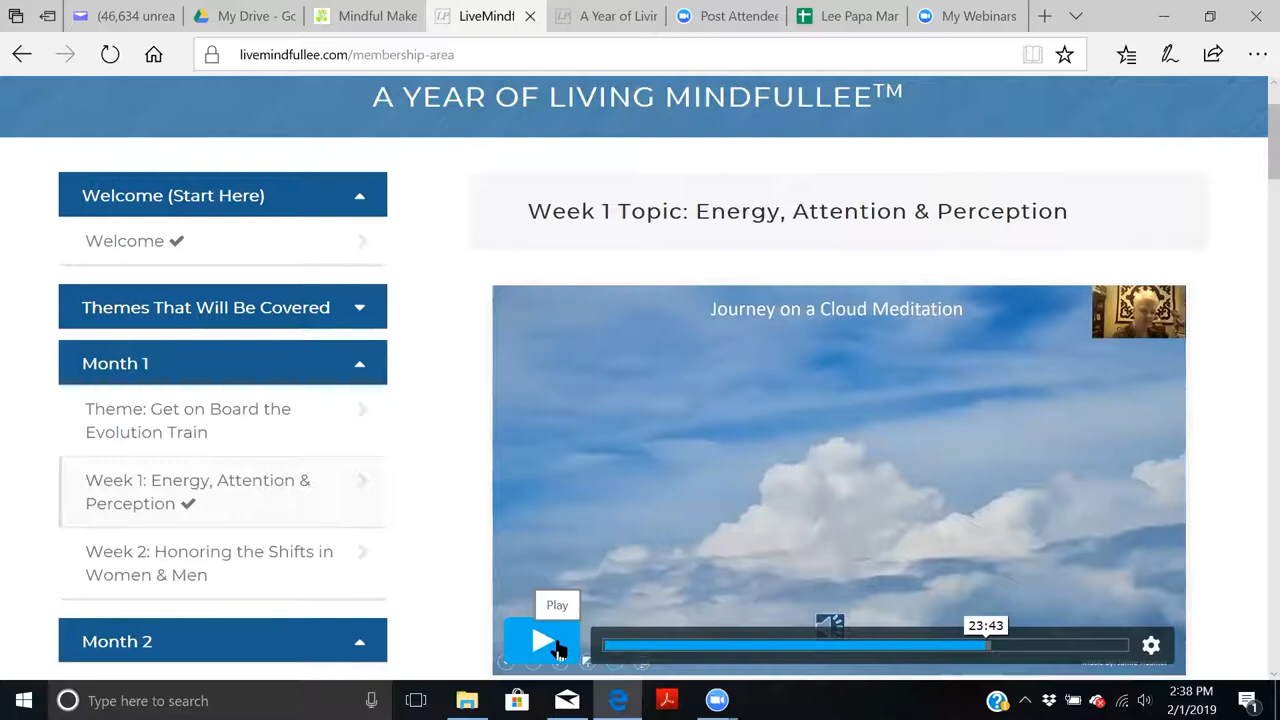 (46,634 unrea
My Drive - Go
Mindful Make
LiveMindf
A Year of Livin
Post Attendee
Lee Papa Mar
My Webinars
livemindfullee.com/membership-area
A YEAR OF LIVING MINDFULLEE™
Welcome (Start Here)
Welcome
Themes That Will Be Covered
Month 1
Theme: Get on Board the
Evolution Train
Week 1: Energy, Attention &
Perception
Week 2: Honoring the Shifts in
Women & Men
Month 2
Week 1 Topic: Energy, Attention & Perception
Journey on a Cloud Meditation
Play
23:43
Type here to search
2:38 PM
2/1/2019
1